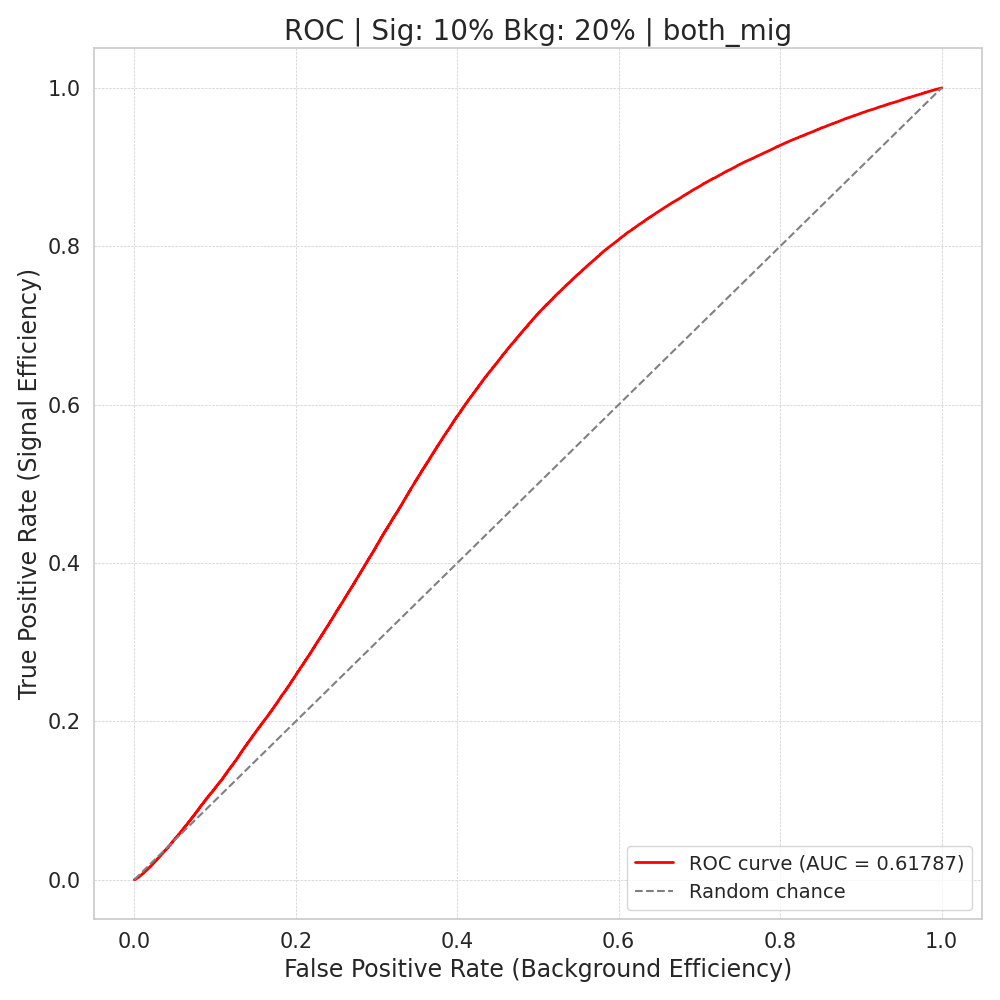 ROC | Sig: 10% Bkg: 20% | both_mig
True Positive Rate (Signal Efficiency)
1.0
0.8
0.6
0.4
0.2
0.0
ROC curve (AUC = 0.61787)
Random chance
0.0 0.2 0.4 0.6 0.8 1.0
False Positive Rate (Background Efficiency)